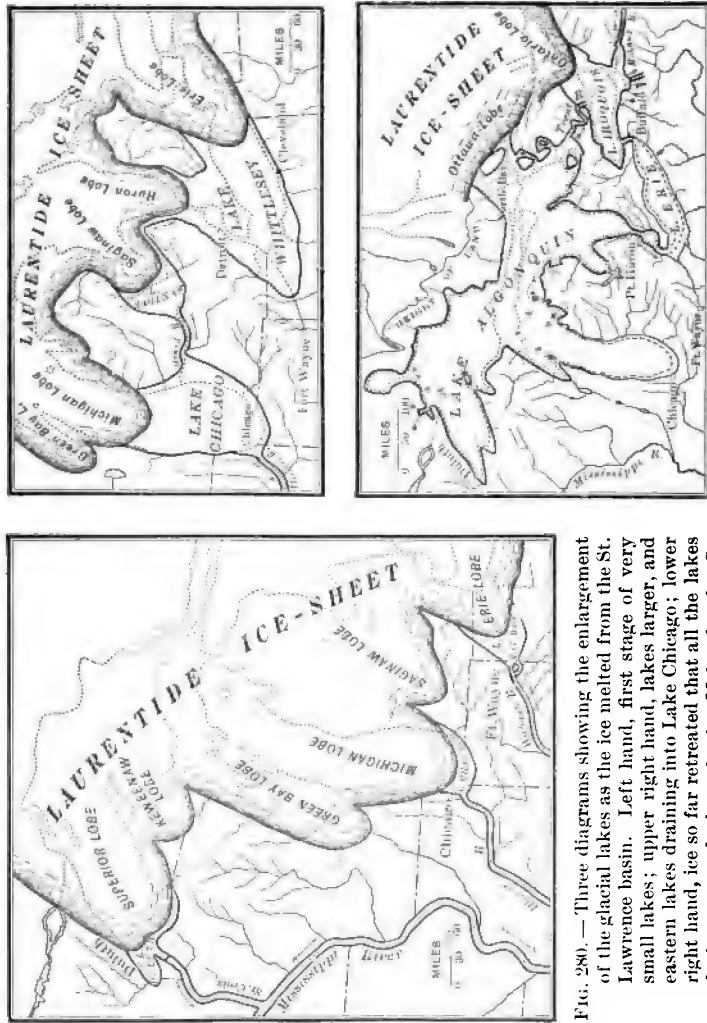 LAURENTIDE ICE-SHEET
SUPERIOR LOBE
KEWEENAW
LOBE
GREEN BAY LOBE
MICHIGAN LOBE
SAGINAW LOBE
ERIE LOBE
Duluth
St. Croix
Mississippi River
Chicago
Ft. Wayne
MILES
LAURENTIDE ICE-SHEET
Green Bay L.
Michigan Lobe
Saginaw Lobe
Huron Lobe
Erie Lobe
LAKE
CHICAGO
Chicago
Fort Wayne
Detroit
LAKE
WHITTLESEY
Cleveland
MILES
LAURENTIDE
ICE-SHEET
Ottawa Lobe
Ontario Lobe
LAKE ALGONQUIN
L. IROQUOIS
L. ERIE
HEIGHT OF LAND
Duluth
Buffalo
Pt. Huron
Chicago
Ft. Wayne
Mississippi R.
MILES
FIG. 280. — Three diagrams showing the enlargement
of the glacial lakes as the ice melted from the St.
Lawrence basin. Left hand, first stage of very
small lakes; upper right hand, lakes larger, and
eastern lakes draining into Lake Chicago; lower
right hand, ice so far retreated that all the lakes